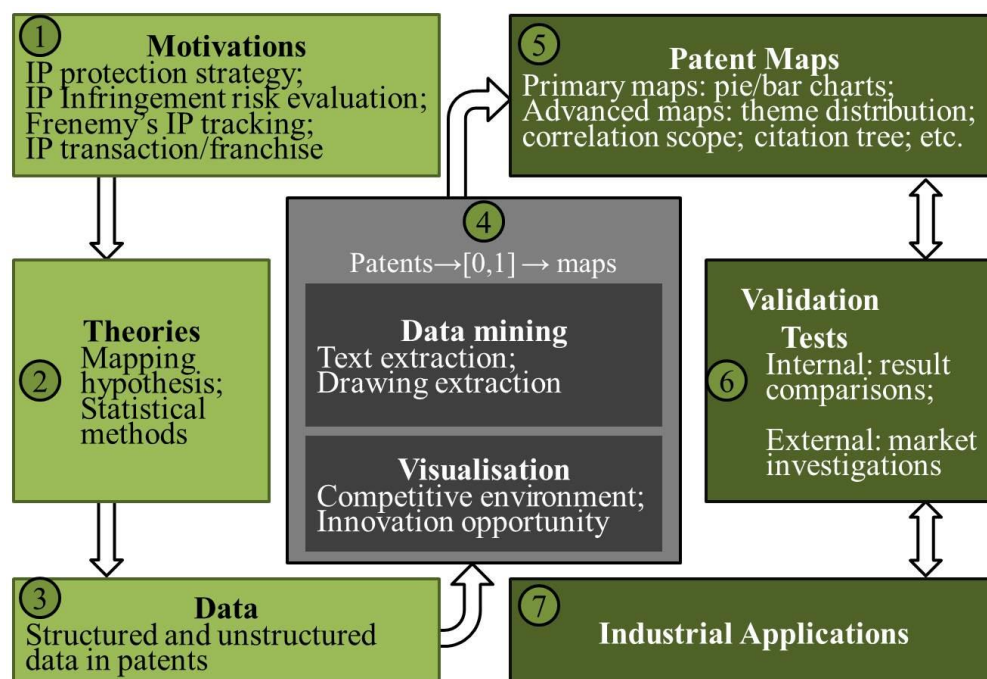 1
Motivations
IP protection strategy;
IP Infringement risk evaluation;
Frenemy's IP tracking;
IP transaction/franchise
2
Theories
Mapping
hypothesis;
Statistical
methods
3
Data
Structured and unstructured
data in patents
4
Patents→[0,1]→ maps
Data mining
Text extraction;
Drawing extraction
Visualisation
Competitive environment;
Innovation opportunity
5
Patent Maps
Primary maps: pie/bar charts;
Advanced maps: theme distribution;
correlation scope; citation tree; etc.
6
Validation
Tests
Internal: result
comparisons;
External: market
investigations
7
Industrial Applications